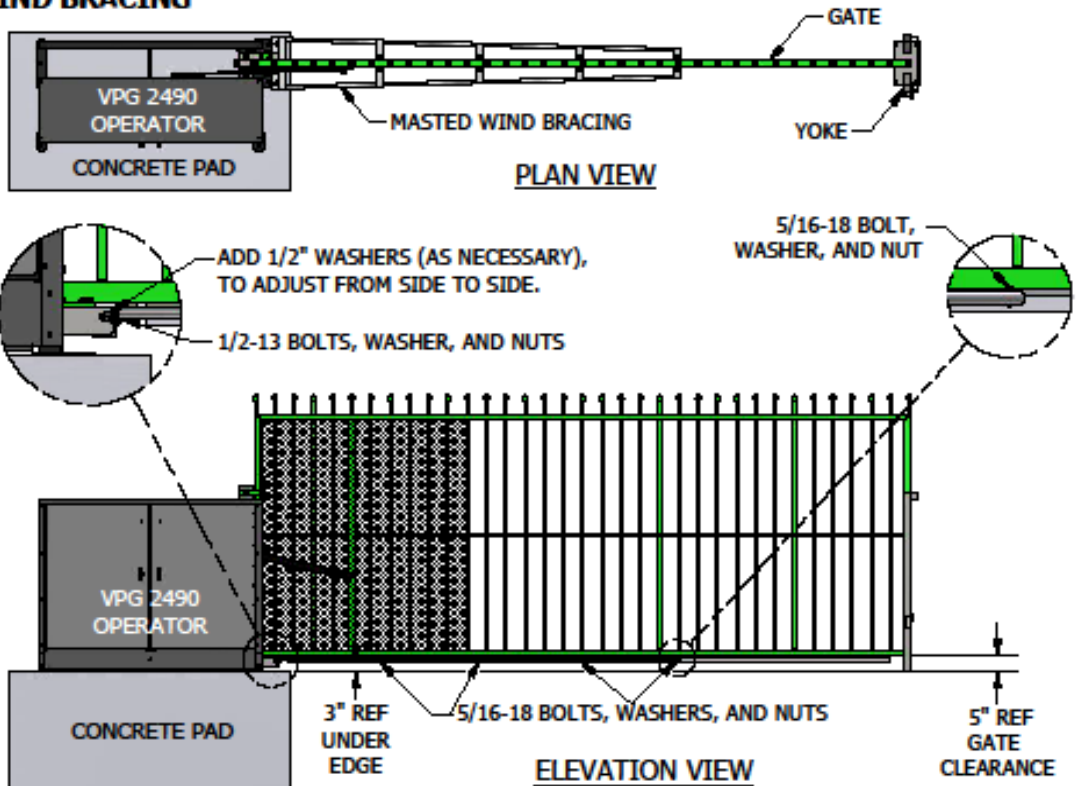 IND BRACING
GATE
VPG 2490
OPERATOR
MASTED WIND BRACING
YOKE
CONCRETE PAD
PLAN VIEW
5/16-18 BOLT,
WASHER, AND NUT
ADD 1/2" WASHERS (AS NECESSARY),
TO ADJUST FROM SIDE TO SIDE.
1/2-13 BOLTS, WASHER, AND NUTS
VPG 2490
OPERATOR
CONCRETE PAD
3" REF
UNDER
EDGE
5/16-18 BOLTS, WASHERS, AND NUTS
5" REF
GATE
CLEARANCE
ELEVATION VIEW